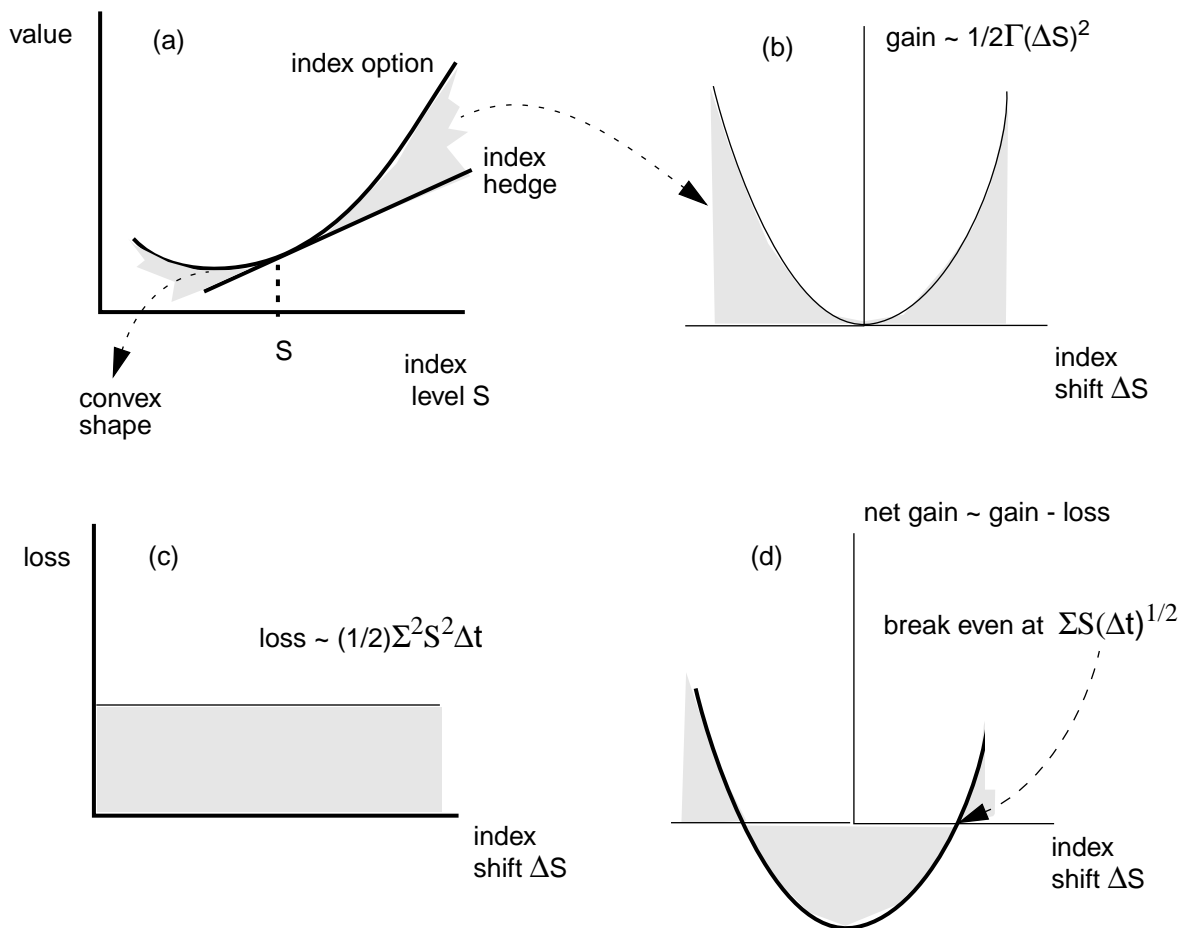 value
(a)
index option
index
hedge
S
index
level S
convex
shape
(b)
gain ~ 1/2Γ(ΔS)²
index
shift ΔS
loss
(c)
loss ~ (1/2)Σ²S²Δt
index
shift ΔS
net gain ~ gain - loss
(d)
break even at ΣS(Δt)^1/2
index
shift ΔS